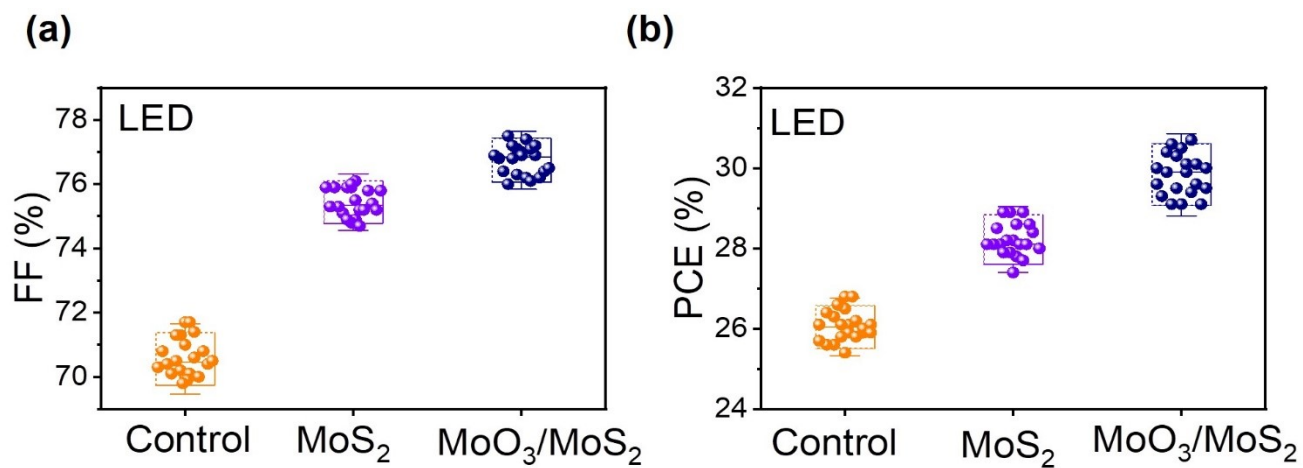 (a)
LED
FF (%)
78
76
74
72
70
Control
MoS₂
MoO₃/MoS₂
(b)
LED
PCE (%)
32
30
28
26
24
Control
MoS₂
MoO₃/MoS₂